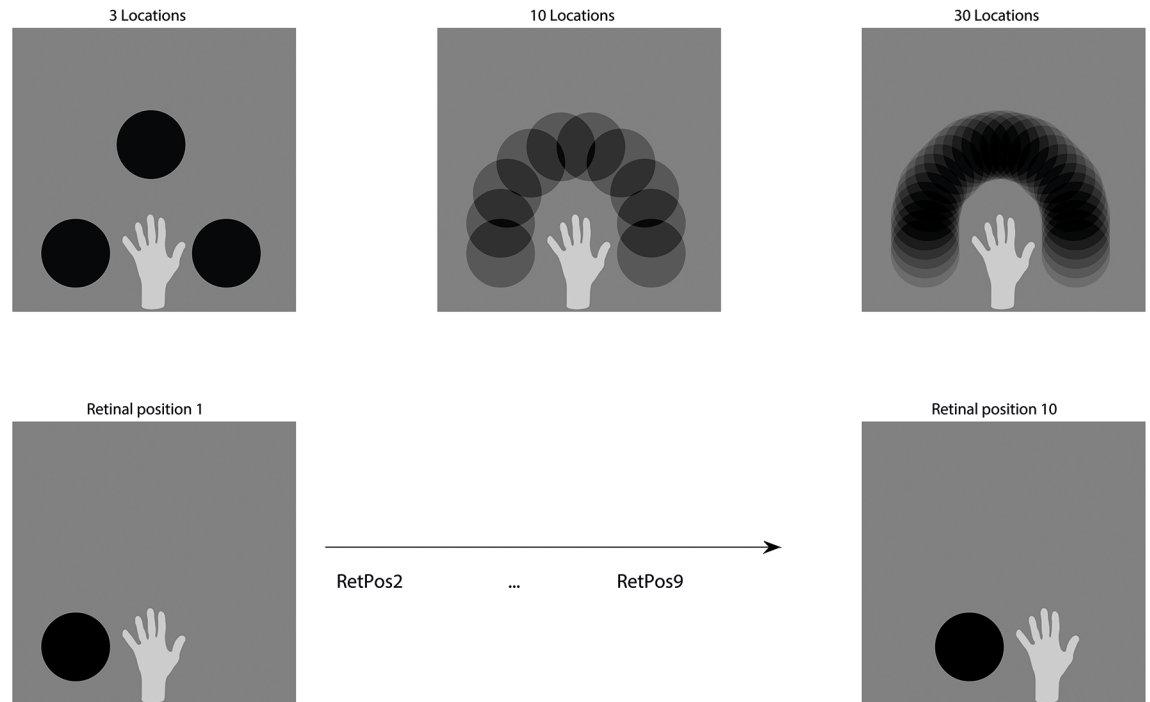 3 Locations
10 Locations
30 Locations
Retinal position 1
Retinal position 10
RetPos2
...
RetPos9